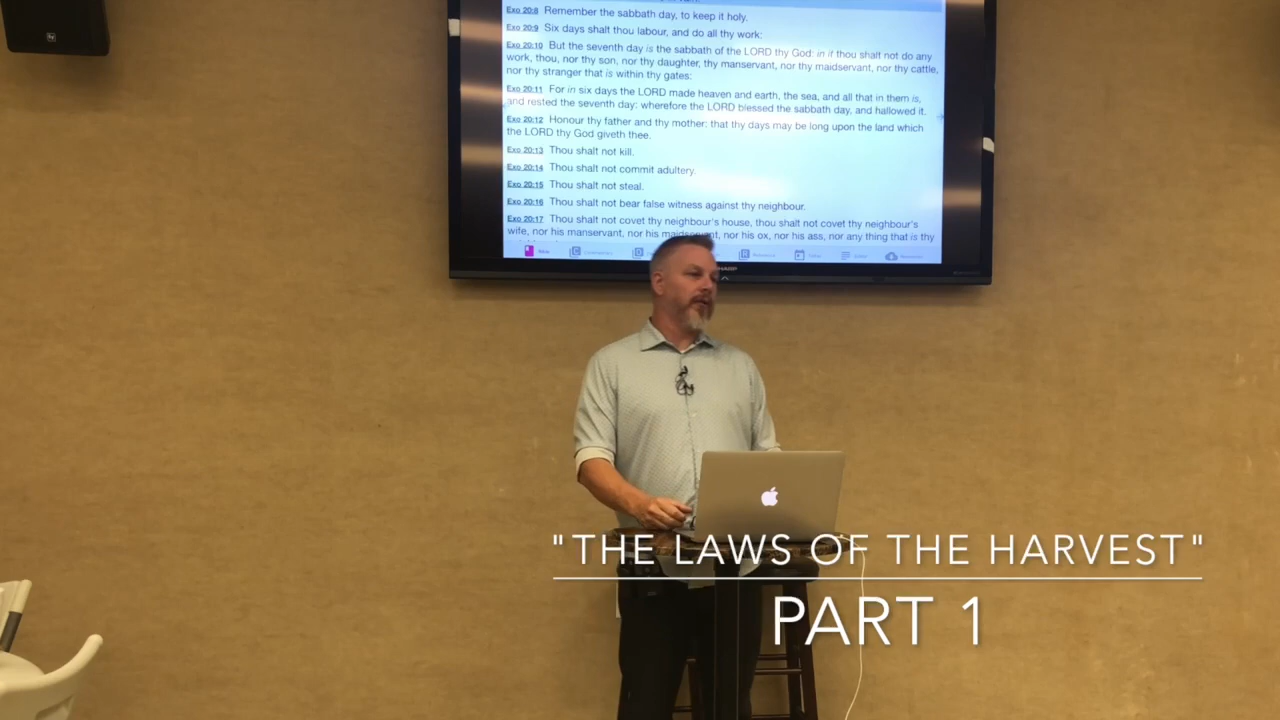 Exo 20:8 Remember the sabbath day, to keep it holy.
Exo 20:9 Six days shalt thou labour, and do all thy work:
Exo 20:10 But the seventh day is the sabbath of the LORD thy God: in it thou shalt not do any
work, thou, nor thy son, nor thy daughter, thy manservant, nor thy maidservant, nor thy cattle,
nor thy stranger that is within thy gates:
Exo 20:11 For in six days the LORD made heaven and earth, the sea, and all that in them is,
and rested the seventh day: wherefore the LORD blessed the sabbath day, and hallowed it.
Exo 20:12 Honour thy father and thy mother: that thy days may be long upon the land which
the LORD thy God giveth thee.
Exo 20:13 Thou shalt not kill.
Exo 20:14 Thou shalt not commit adultery.
Exo 20:15 Thou shalt not steal.
Exo 20:16 Thou shalt not bear false witness against thy neighbour.
Exo 20:17 Thou shalt not covet thy neighbour's house, thou shalt not covet thy neighbour's
wife, nor his manservant, nor his maidservant, nor his ox, nor his ass, nor any thing that is thy
SHARP
"THE LAWS OF THE HARVEST"
PART 1